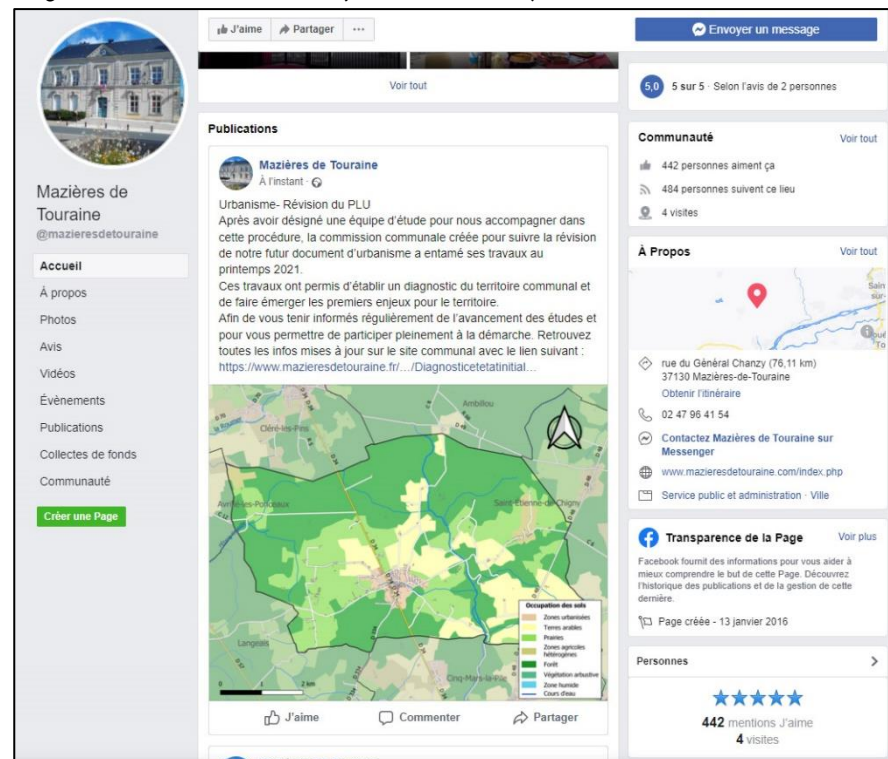 J'aime
Partager
Envoyer un message
Voir tout
5,0
5 sur 5 · Selon l'avis de 2 personnes
Mazières de
Touraine
@mazieresdetouraine
Accueil
À propos
Photos
Avis
Vidéos
Évènements
Publications
Collectes de fonds
Communauté
Créer une Page
Publications
Mazières de Touraine
À l'instant
Urbanisme- Révision du PLU
Après avoir désigné une équipe d'étude pour nous accompagner dans
cette procédure, la commission communale créée pour suivre la révision
de notre futur document d'urbanisme a entamé ses travaux au
printemps 2021.
Ces travaux ont permis d'établir un diagnostic du territoire communal et
de faire émerger les premiers enjeux pour le territoire.
Afin de vous tenir informés régulièrement de l'avancement des études et
pour vous permettre de participer pleinement à la démarche. Retrouvez
toutes les infos mises à jour sur le site communal avec le lien suivant :
https://www.mazieresdetouraine.fr/…/Diagnosticetetatinitial…
Ambillou
Cléré-les-Pins
Saint-Étienne-de-Chigny
Langeais
Cinq-Mars-la-Pile
0 1 2 km
Occupation des sols
Zones urbanisées
Terres arables
Prairies
Zones agricoles
hétérogènes
Forêt
Végétation arbustive
Zone humide
Cours d'eau
J'aime
Commenter
Partager
Communauté
Voir tout
442 personnes aiment ça
484 personnes suivent ce lieu
4 visites
À Propos
Voir tout
rue du Général Chanzy (76,11 km)
37130 Mazières-de-Touraine
Obtenir l'itinéraire
02 47 96 41 54
Contactez Mazières de Touraine sur
Messenger
www.mazieresdetouraine.com/index.php
Service public et administration · Ville
Transparence de la Page
Voir plus
Facebook fournit des informations pour vous aider à
mieux comprendre le but de cette Page. Découvrez
l'historique des publications et de la gestion de cette
dernière.
Page créée - 13 janvier 2016
Personnes
442 mentions J'aime
4 visites